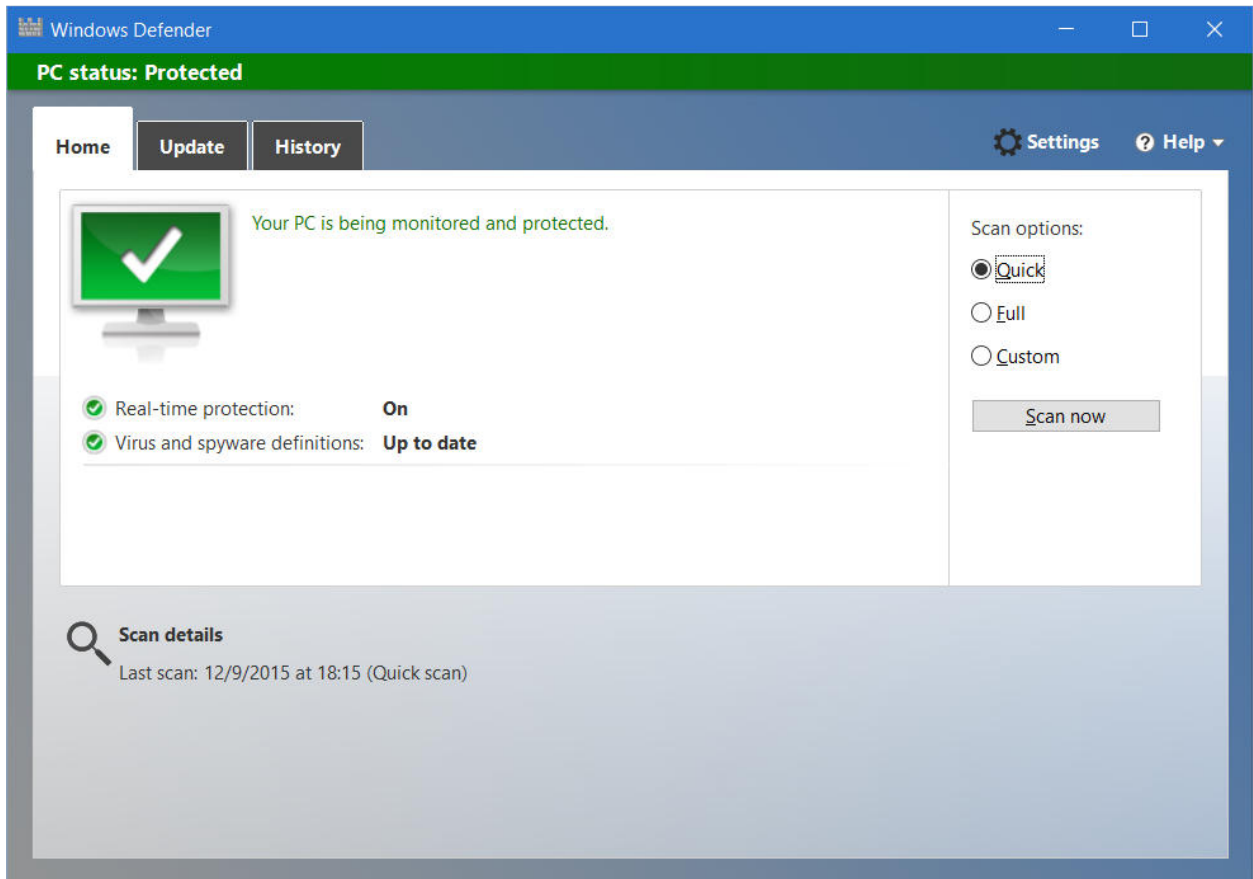 Windows Defender
PC status: Protected
Home
Update
History
Settings
Help
Your PC is being monitored and protected.
Real-time protection: On
Virus and spyware definitions: Up to date
Scan options:
Quick
Full
Custom
Scan now
Scan details
Last scan: 12/9/2015 at 18:15 (Quick scan)